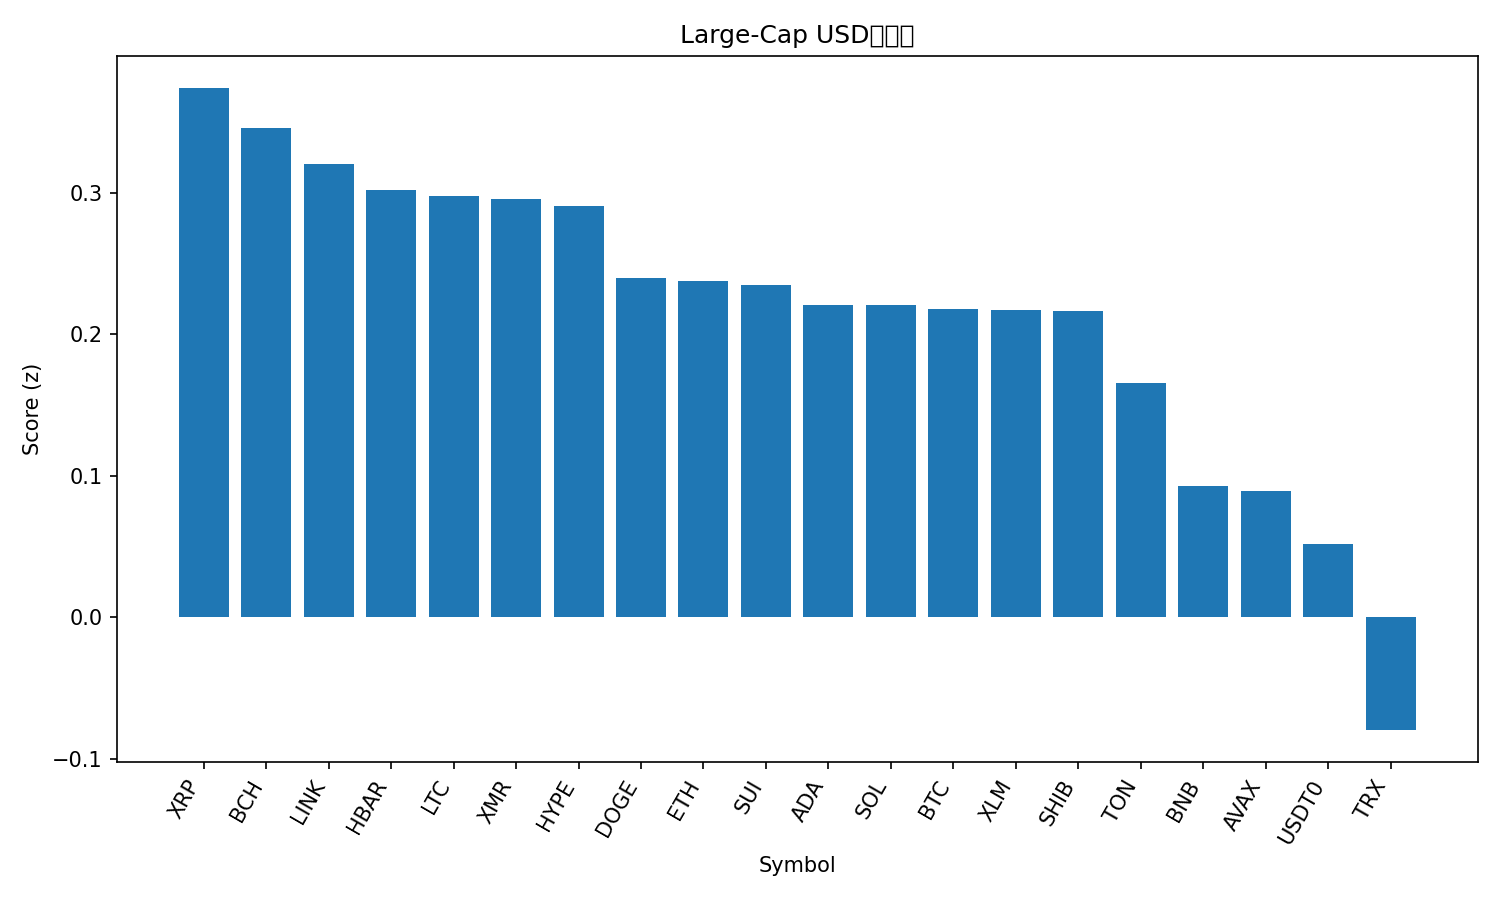 Large-Cap USD
Score (z)
0.3
0.2
0.1
0.0
−0.1
XRP
BCH
LINK
HBAR
LTC
XMR
HYPE
DOGE
ETH
SUI
ADA
SOL
BTC
XLM
SHIB
TON
BNB
AVAX
USDT0
TRX
Symbol